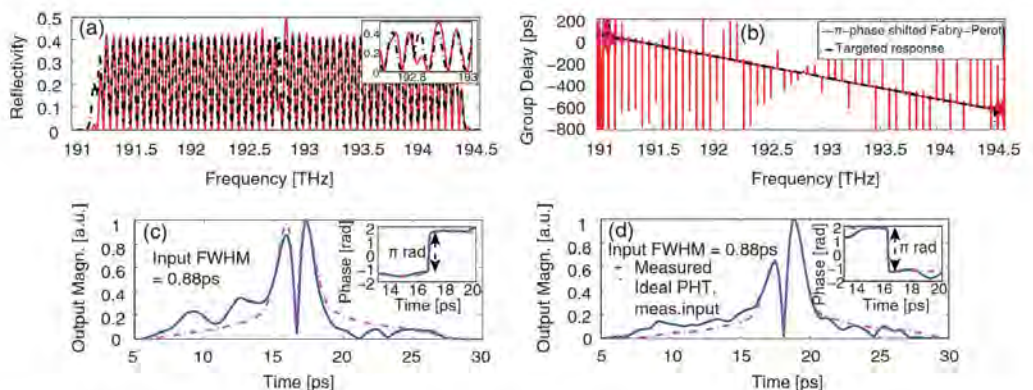 (a)
Reflectivity
0.5
0.4
0.3
0.2
0.1
0
0.4
0.2
0
192.8
193
191
191.5
192
192.5
193
193.5
194
194.5
Frequency [THz]
(b)
Group Delay [ps]
200
0
−200
−400
−600
−800
π−phase shifted Fabry−Perot
Targeted response
191
191.5
192
192.5
193
193.5
194
194.5
Frequency [THz]
(c)
Output Magn. [a.u.]
1
0.8
0.6
0.4
0.2
0
Input FWHM
= 0.88ps
Phase [rad]
2
1
0
−1
−2
π rad
14
16
18
20
Time [ps]
5
10
15
20
25
30
Time [ps]
(d)
Output Magn. [a.u.]
1
0.8
0.6
0.4
0.2
0
Input FWHM = 0.88ps
Measured
Ideal PHT,
meas.input
Phase [rad]
2
1
0
−1
−2
π rad
14
16
18
20
Time [ps]
5
10
15
20
25
30
Time [ps]